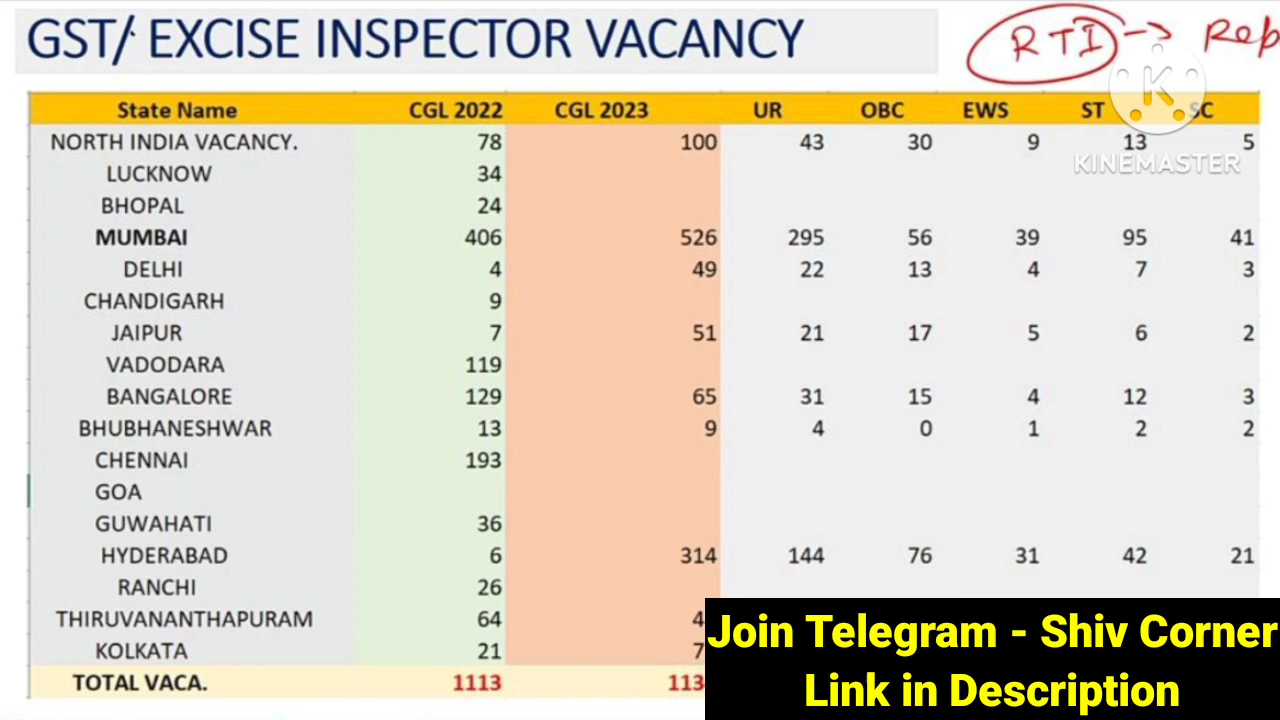 GST/ EXCISE INSPECTOR VACANCY
RTI →
State Name CGL 2022 CGL 2023 UR OBC EWS ST SC
NORTH INDIA VACANCY. 78 100 43 30 9 13 5
KINEMASTER
LUCKNOW 34
BHOPAL 24
MUMBAI 406 526 295 56 39 95 41
DELHI 4 49 22 13 4 7 3
CHANDIGARH 9
JAIPUR 7 51 21 17 5 6 2
VADODARA 119
BANGALORE 129 65 31 15 4 12 3
BHUBHANESHWAR 13 9 4 0 1 2 2
CHENNAI 193
GOA
GUWAHATI 36
HYDERABAD 6 314 144 76 31 42 21
RANCHI 26
THIRUVANANTHAPURAM 64
KOLKATA 21
TOTAL VACA. 1113
Join Telegram - Shiv Corner
Link in Description